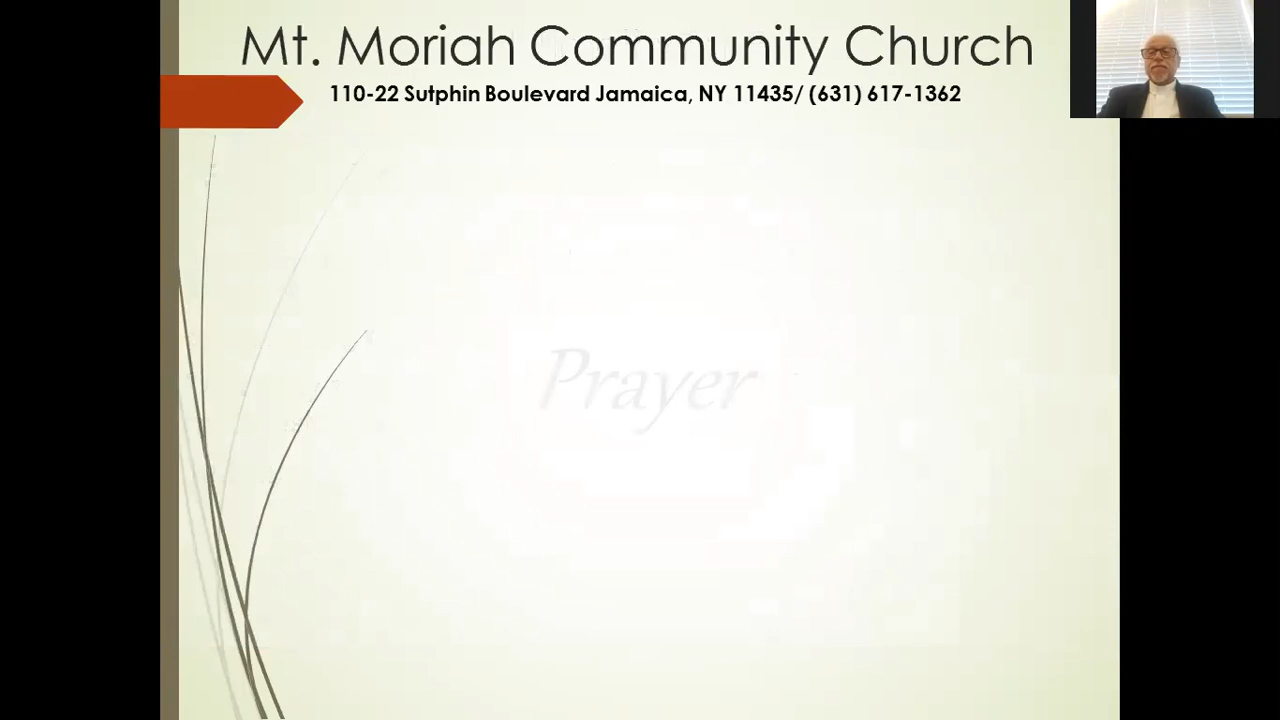 Mt. Moriah Community Church
110-22 Sutphin Boulevard Jamaica, NY 11435/ (631) 617-1362
Prayer